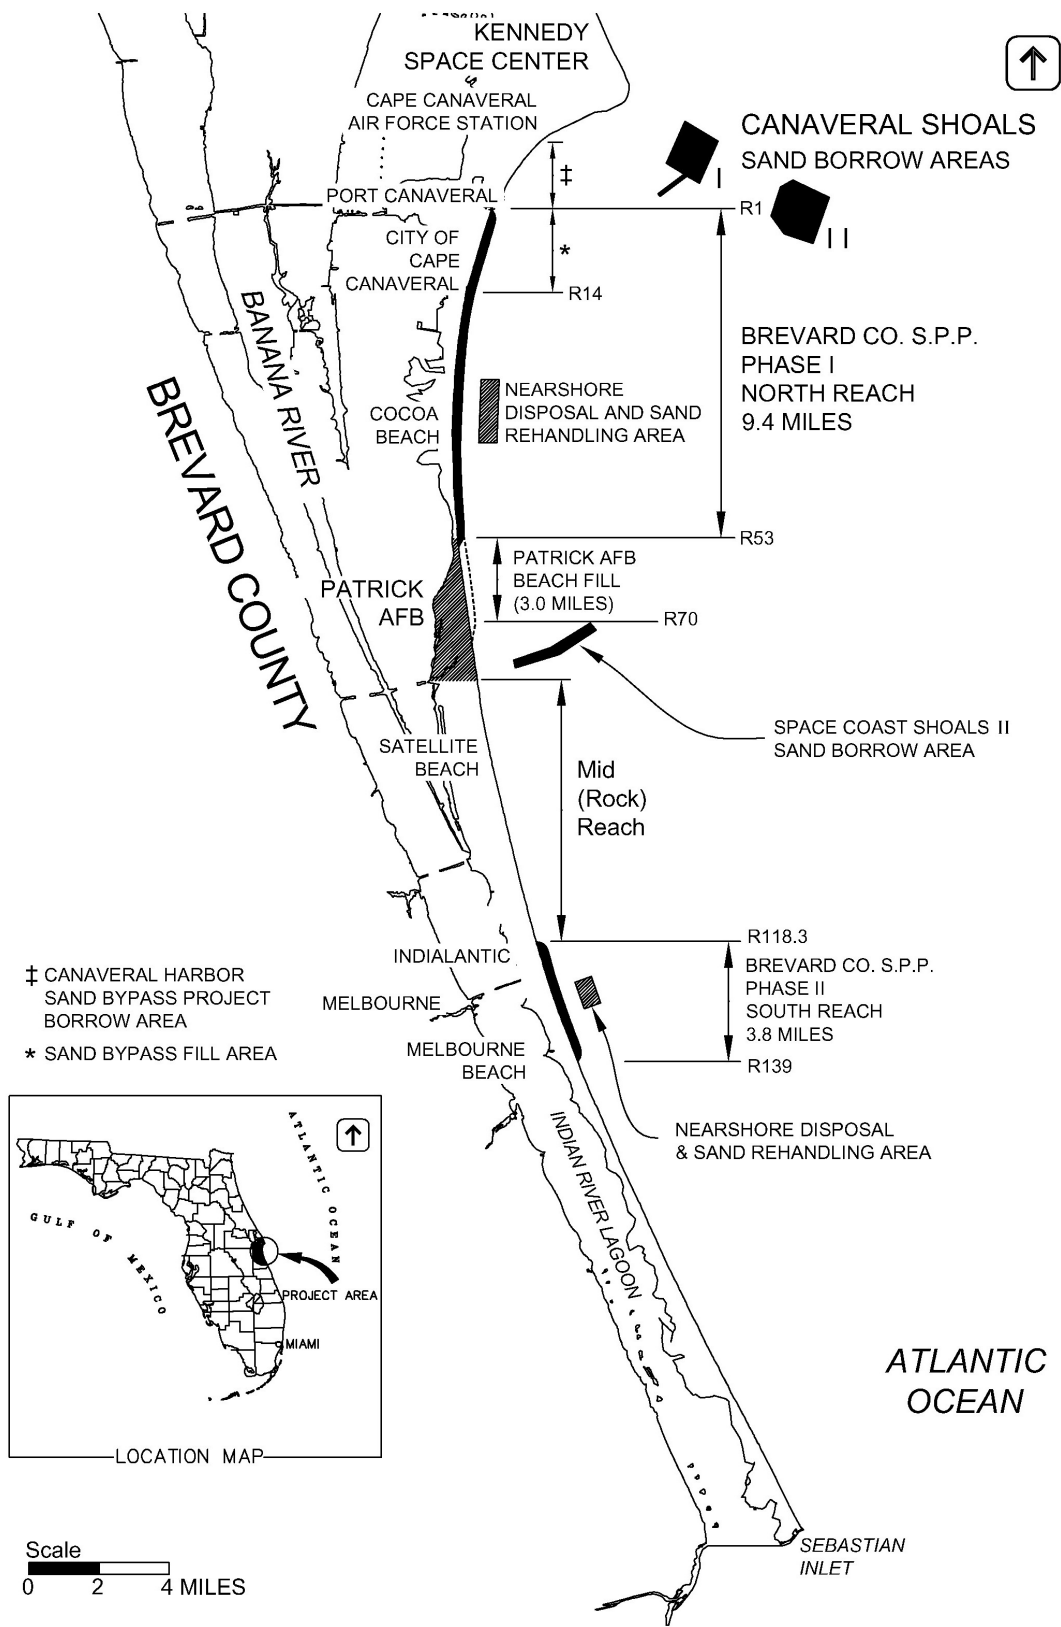 KENNEDY
SPACE CENTER
CAPE CANAVERAL
AIR FORCE STATION
CANAVERAL SHOALS
SAND BORROW AREAS
‡
I
PORT CANAVERAL
R1
II
CITY OF
CAPE
CANAVERAL
*
R14
BANANA RIVER
BREVARD CO. S.P.P.
PHASE I
NORTH REACH
9.4 MILES
BREVARD COUNTY
COCOA
BEACH
NEARSHORE
DISPOSAL AND SAND
REHANDLING AREA
R53
PATRICK AFB
BEACH FILL
(3.0 MILES)
PATRICK
AFB
R70
SPACE COAST SHOALS II
SAND BORROW AREA
SATELLITE
BEACH
Mid
(Rock)
Reach
R118.3
INDIALANTIC
BREVARD CO. S.P.P.
PHASE II
SOUTH REACH
3.8 MILES
‡ CANAVERAL HARBOR
SAND BYPASS PROJECT
BORROW AREA
* SAND BYPASS FILL AREA
MELBOURNE
MELBOURNE
BEACH
R139
NEARSHORE DISPOSAL
& SAND REHANDLING AREA
INDIAN RIVER LAGOON
ATLANTIC OCEAN
GULF OF MEXICO
PROJECT AREA
MIAMI
LOCATION MAP
ATLANTIC
OCEAN
SEBASTIAN
INLET
Scale
0 2 4 MILES